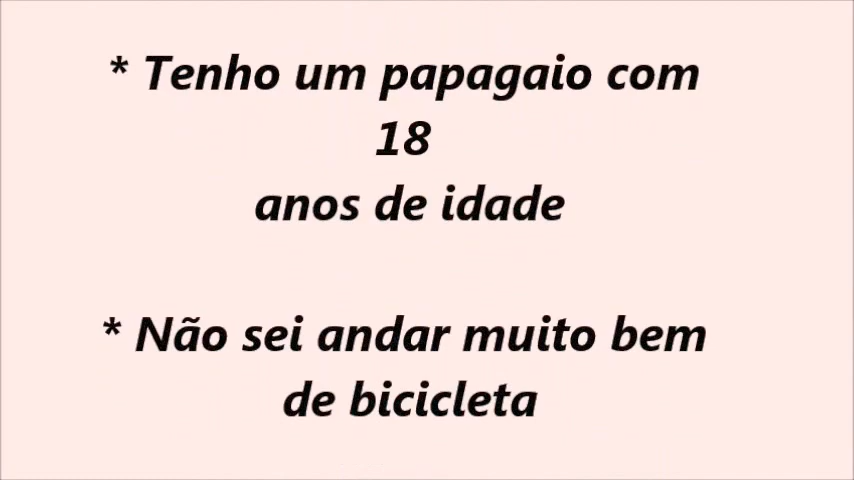 * Tenho um papagaio com
18
anos de idade
* Não sei andar muito bem
de bicicleta